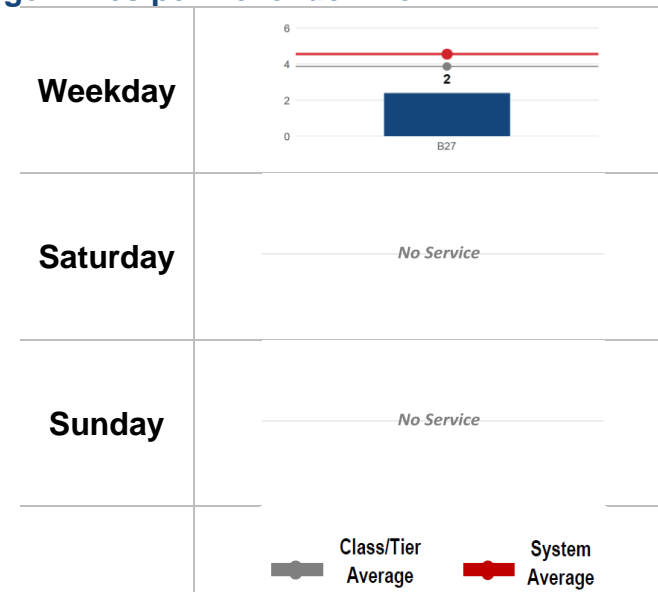 6
4
2
2
0
B27
Weekday
Saturday
No Service
Sunday
No Service
Class/Tier
Average
System
Average